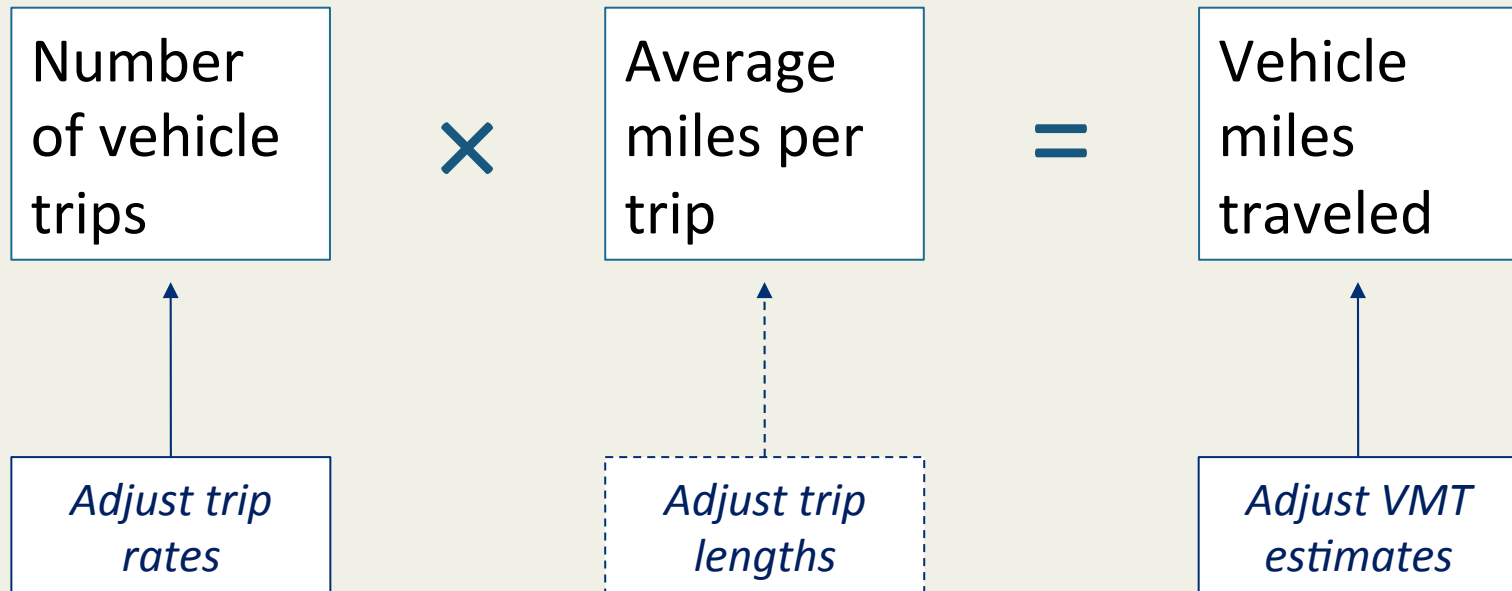 Number
of vehicle
trips
×
Average
miles per
trip
=
Vehicle
miles
traveled
Adjust trip
rates
Adjust trip
lengths
Adjust VMT
estimates